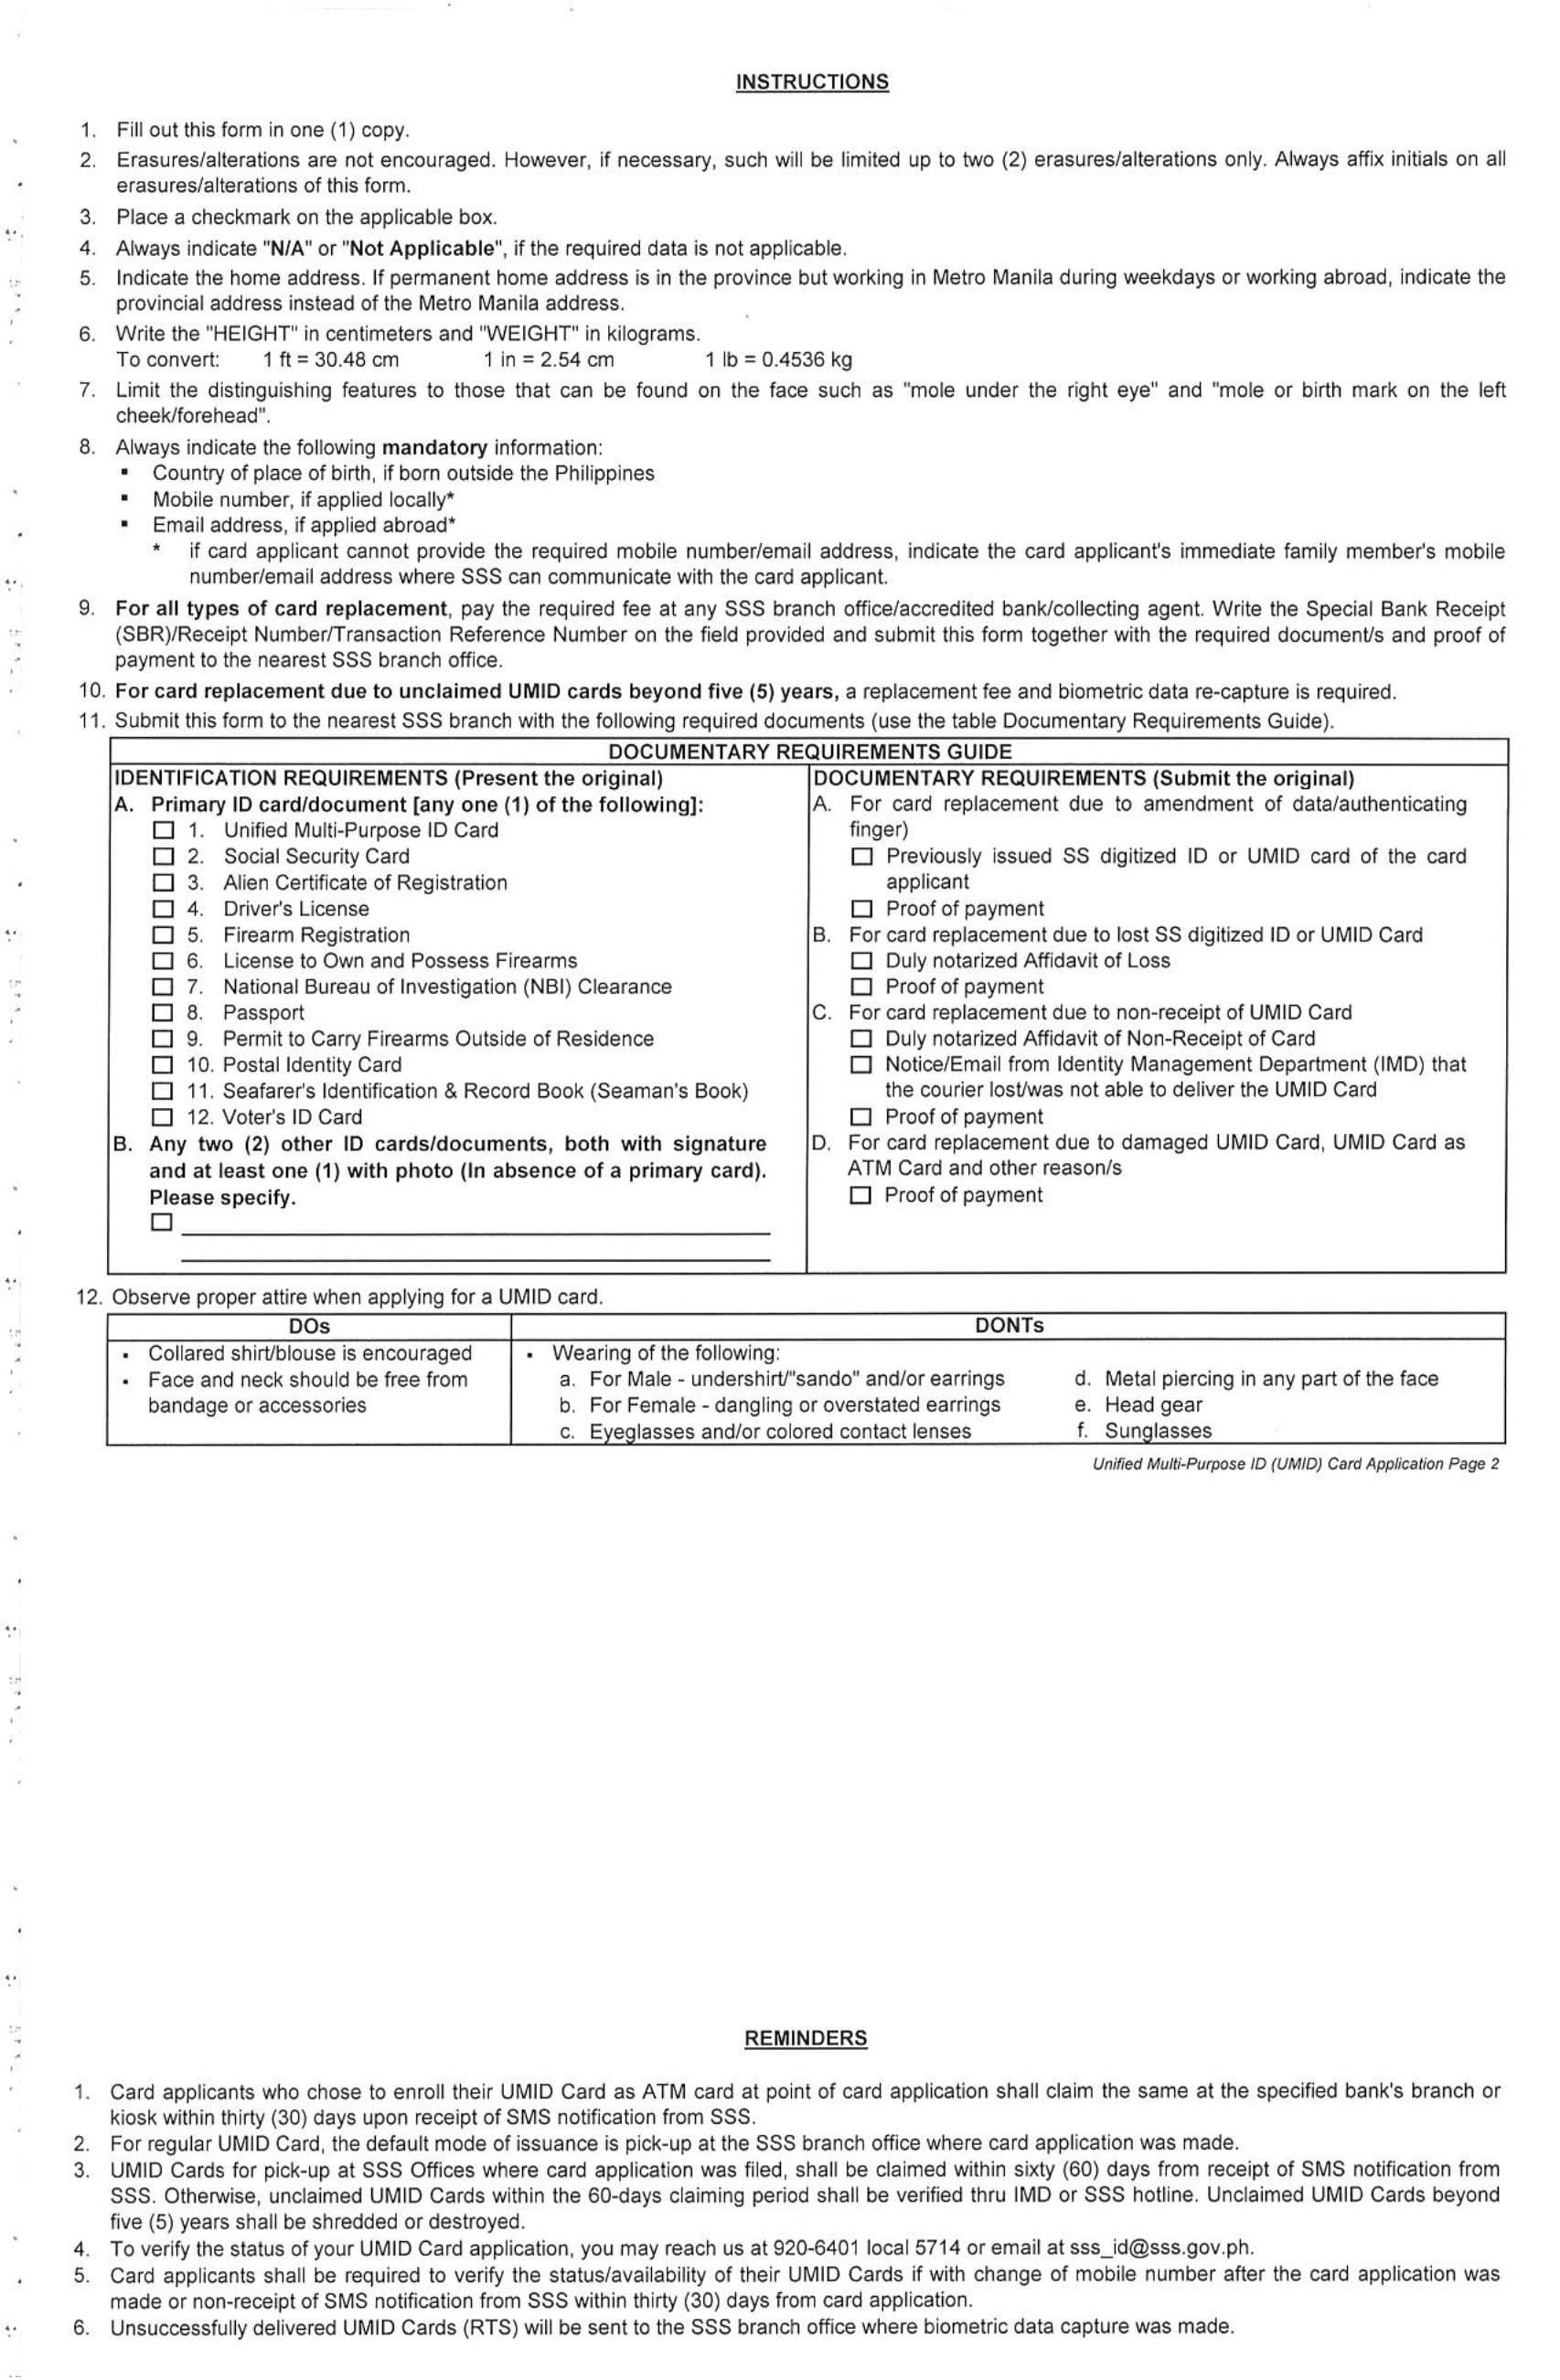 INSTRUCTIONS
1. Fill out this form in one (1) copy.
2. Erasures/alterations are not encouraged. However, if necessary, such will be limited up to two (2) erasures/alterations only. Always affix initials on all
erasures/alterations of this form.
3. Place a checkmark on the applicable box.
4. Always indicate "N/A" or "Not Applicable", if the required data is not applicable.
5. Indicate the home address. If permanent home address is in the province but working in Metro Manila during weekdays or working abroad, indicate the
provincial address instead of the Metro Manila address.
6. Write the "HEIGHT" in centimeters and "WEIGHT" in kilograms.
To convert: 1 ft = 30.48 cm 1 in = 2.54 cm 1 lb = 0.4536 kg
7. Limit the distinguishing features to those that can be found on the face such as "mole under the right eye" and "mole or birth mark on the left
cheek/forehead".
8. Always indicate the following mandatory information:
▪ Country of place of birth, if born outside the Philippines
▪ Mobile number, if applied locally*
▪ Email address, if applied abroad*
* if card applicant cannot provide the required mobile number/email address, indicate the card applicant's immediate family member's mobile
number/email address where SSS can communicate with the card applicant.
9. For all types of card replacement, pay the required fee at any SSS branch office/accredited bank/collecting agent. Write the Special Bank Receipt
(SBR)/Receipt Number/Transaction Reference Number on the field provided and submit this form together with the required document/s and proof of
payment to the nearest SSS branch office.
10. For card replacement due to unclaimed UMID cards beyond five (5) years, a replacement fee and biometric data re-capture is required.
11. Submit this form to the nearest SSS branch with the following required documents (use the table Documentary Requirements Guide).
DOCUMENTARY REQUIREMENTS GUIDE
IDENTIFICATION REQUIREMENTS (Present the original)
A. Primary ID card/document [any one (1) of the following]:
☐ 1. Unified Multi-Purpose ID Card
☐ 2. Social Security Card
☐ 3. Alien Certificate of Registration
☐ 4. Driver's License
☐ 5. Firearm Registration
☐ 6. License to Own and Possess Firearms
☐ 7. National Bureau of Investigation (NBI) Clearance
☐ 8. Passport
☐ 9. Permit to Carry Firearms Outside of Residence
☐ 10. Postal Identity Card
☐ 11. Seafarer's Identification & Record Book (Seaman's Book)
☐ 12. Voter's ID Card
B. Any two (2) other ID cards/documents, both with signature
and at least one (1) with photo (In absence of a primary card).
Please specify.
☐
DOCUMENTARY REQUIREMENTS (Submit the original)
A. For card replacement due to amendment of data/authenticating
finger)
☐ Previously issued SS digitized ID or UMID card of the card
applicant
☐ Proof of payment
B. For card replacement due to lost SS digitized ID or UMID Card
☐ Duly notarized Affidavit of Loss
☐ Proof of payment
C. For card replacement due to non-receipt of UMID Card
☐ Duly notarized Affidavit of Non-Receipt of Card
☐ Notice/Email from Identity Management Department (IMD) that
the courier lost/was not able to deliver the UMID Card
☐ Proof of payment
D. For card replacement due to damaged UMID Card, UMID Card as
ATM Card and other reason/s
☐ Proof of payment
12. Observe proper attire when applying for a UMID card.
DOs
▪ Collared shirt/blouse is encouraged
▪ Face and neck should be free from
bandage or accessories
DONTs
▪ Wearing of the following:
a. For Male - undershirt/"sando" and/or earrings
b. For Female - dangling or overstated earrings
c. Eyeglasses and/or colored contact lenses
d. Metal piercing in any part of the face
e. Head gear
f. Sunglasses
Unified Multi-Purpose ID (UMID) Card Application Page 2
REMINDERS
1. Card applicants who chose to enroll their UMID Card as ATM card at point of card application shall claim the same at the specified bank's branch or
kiosk within thirty (30) days upon receipt of SMS notification from SSS.
2. For regular UMID Card, the default mode of issuance is pick-up at the SSS branch office where card application was made.
3. UMID Cards for pick-up at SSS Offices where card application was filed, shall be claimed within sixty (60) days from receipt of SMS notification from
SSS. Otherwise, unclaimed UMID Cards within the 60-days claiming period shall be verified thru IMD or SSS hotline. Unclaimed UMID Cards beyond
five (5) years shall be shredded or destroyed.
4. To verify the status of your UMID Card application, you may reach us at 920-6401 local 5714 or email at sss_id@sss.gov.ph.
5. Card applicants shall be required to verify the status/availability of their UMID Cards if with change of mobile number after the card application was
made or non-receipt of SMS notification from SSS within thirty (30) days from card application.
6. Unsuccessfully delivered UMID Cards (RTS) will be sent to the SSS branch office where biometric data capture was made.